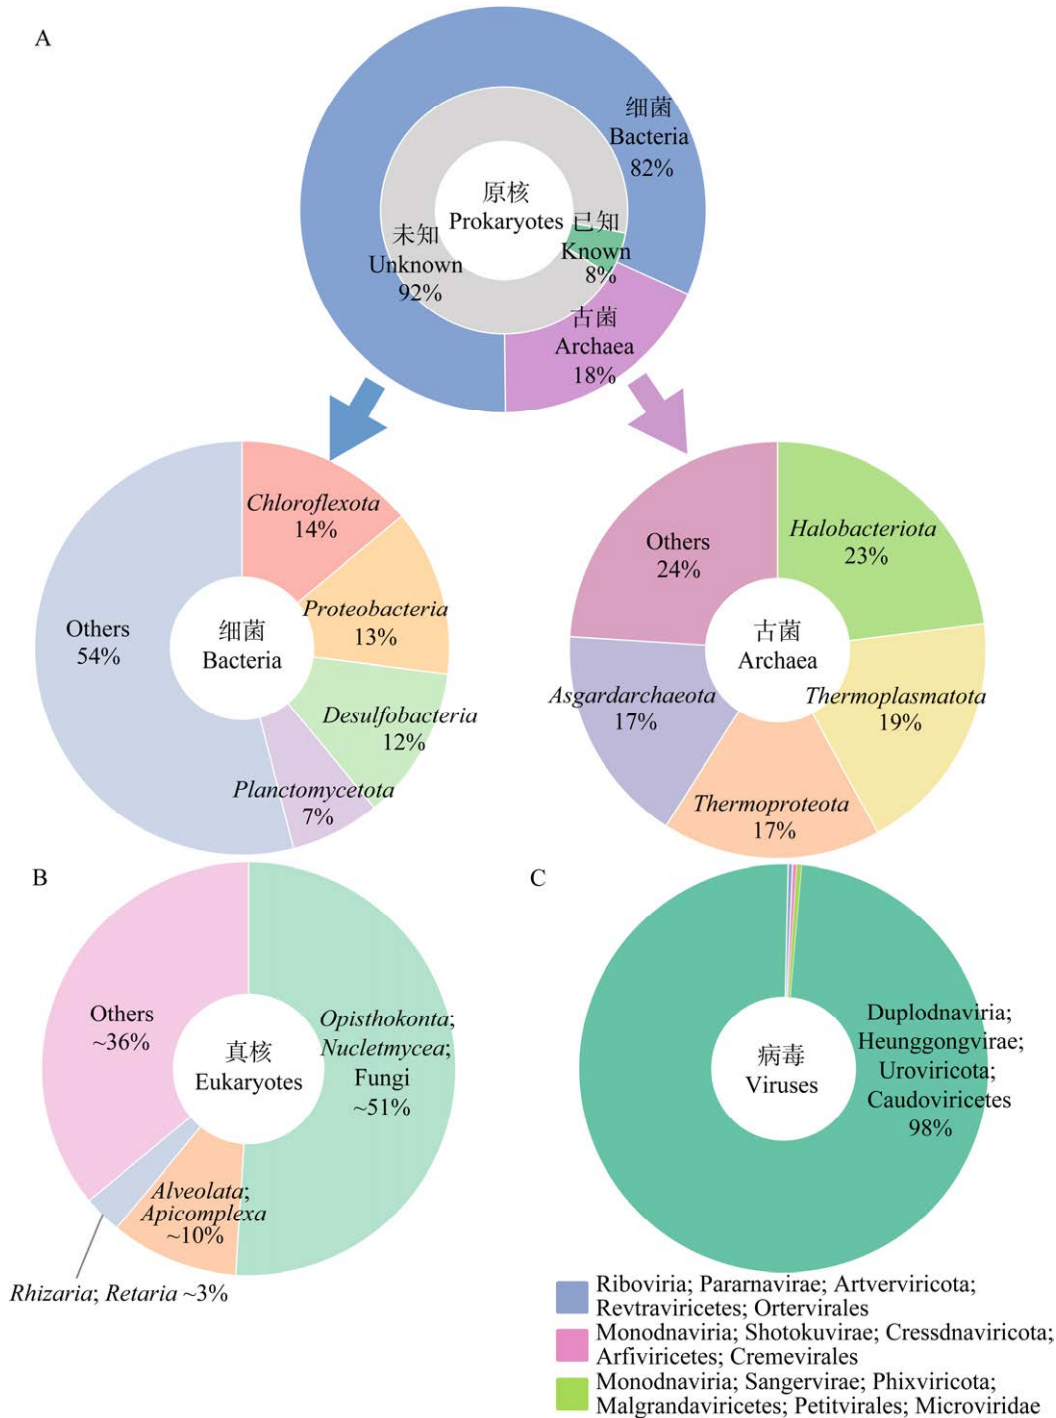 A
细菌
Bacteria
82%
原核
Prokaryotes
已知
Known
8%
未知
Unknown
92%
古菌
Archaea
18%
Chloroflexota
14%
Proteobacteria
13%
Desulfobacteria
12%
Planctomycetota
7%
Others
54%
细菌
Bacteria
Halobacteriota
23%
Thermoplasmatota
19%
Thermoproteota
17%
Asgardarchaeota
17%
Others
24%
古菌
Archaea
B
Others
~36%
真核
Eukaryotes
Opisthokonta;
Nucletmycea;
Fungi
~51%
Alveolata;
Apicomplexa
~10%
Rhizaria; Retaria ~3%
C
病毒
Viruses
Duplodnaviria;
Heunggongvirae;
Uroviricota;
Caudoviricetes
98%
Riboviria; Pararnavirae; Artverviricota;
Revtraviricetes; Ortervirales
Monodnaviria; Shotokuvirae; Cressdnaviricota;
Arfiviricetes; Cremevirales
Monodnaviria; Sangervirae; Phixviricota;
Malgrandaviricetes; Petitvirales; Microviridae